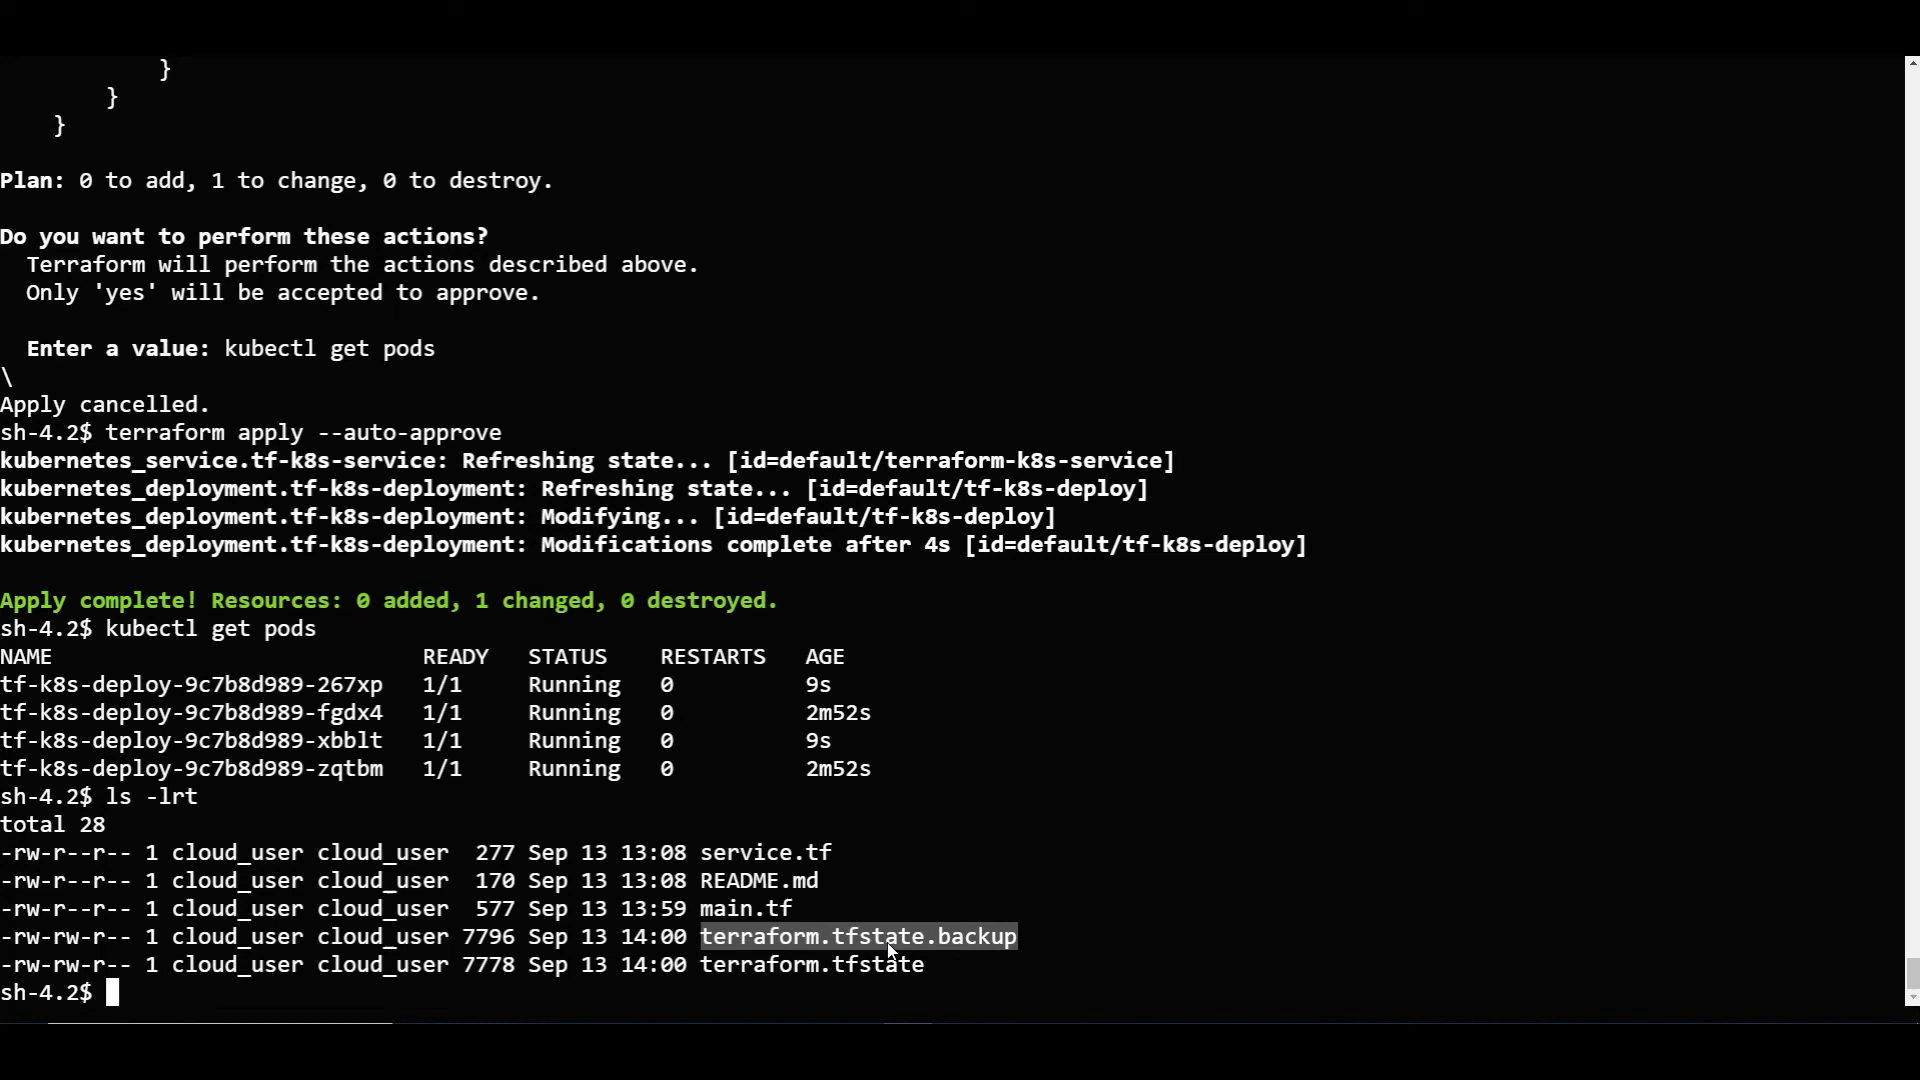 }
}
}
Plan: 0 to add, 1 to change, 0 to destroy.
Do you want to perform these actions?
Terraform will perform the actions described above.
Only 'yes' will be accepted to approve.
Enter a value: kubectl get pods
\
Apply cancelled.
sh-4.2$ terraform apply --auto-approve
kubernetes_service.tf-k8s-service: Refreshing state... [id=default/terraform-k8s-service]
kubernetes_deployment.tf-k8s-deployment: Refreshing state... [id=default/tf-k8s-deploy]
kubernetes_deployment.tf-k8s-deployment: Modifying... [id=default/tf-k8s-deploy]
kubernetes_deployment.tf-k8s-deployment: Modifications complete after 4s [id=default/tf-k8s-deploy]
Apply complete! Resources: 0 added, 1 changed, 0 destroyed.
sh-4.2$ kubectl get pods
NAME READY STATUS RESTARTS AGE
tf-k8s-deploy-9c7b8d989-267xp 1/1 Running 0 9s
tf-k8s-deploy-9c7b8d989-fgdx4 1/1 Running 0 2m52s
tf-k8s-deploy-9c7b8d989-xbblt 1/1 Running 0 9s
tf-k8s-deploy-9c7b8d989-zqtbm 1/1 Running 0 2m52s
sh-4.2$ ls -lrt
total 28
-rw-r--r-- 1 cloud_user cloud_user 277 Sep 13 13:08 service.tf
-rw-r--r-- 1 cloud_user cloud_user 170 Sep 13 13:08 README.md
-rw-r--r-- 1 cloud_user cloud_user 577 Sep 13 13:59 main.tf
-rw-rw-r-- 1 cloud_user cloud_user 7796 Sep 13 14:00 terraform.tfstate.backup
-rw-rw-r-- 1 cloud_user cloud_user 7778 Sep 13 14:00 terraform.tfstate
sh-4.2$